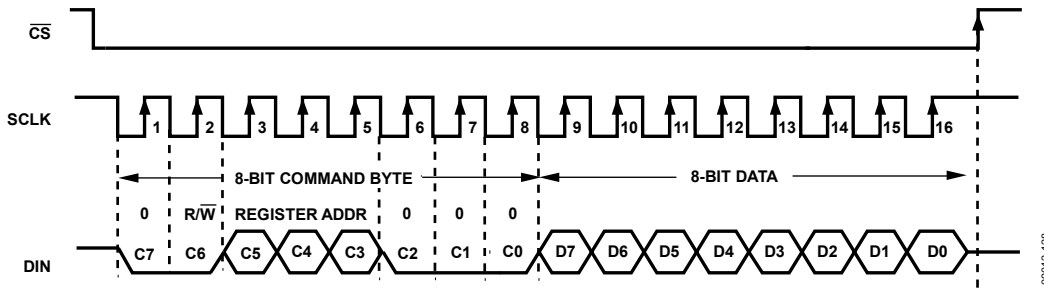 CS
SCLK
1 2 3 4 5 6 7 8 9 10 11 12 13 14 15 16
8-BIT COMMAND BYTE 8-BIT DATA
0 R/W REGISTER ADDR 0 0 0
DIN C7 C6 C5 C4 C3 C2 C1 C0 D7 D6 D5 D4 D3 D2 D1 D0